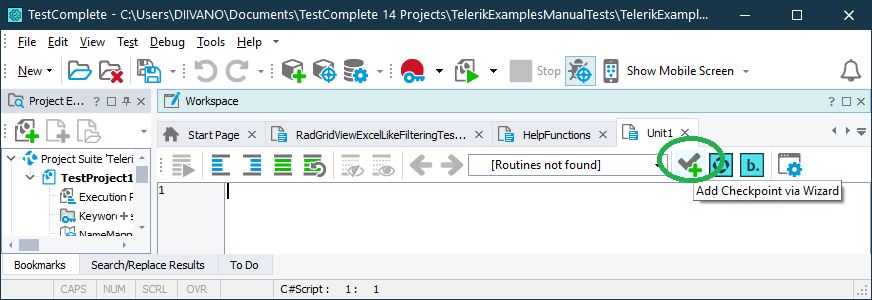 TestComplete - C:\Users\DIIVANO\Documents\TestComplete 14 Projects\TelerikExamplesManualTests\TelerikExampl...
File Edit View Debug Test Tools Help
New Stop Show Mobile Screen
Project E... Workspace
Start Page RadGridViewExcelLikeFilteringTes... HelpFunctions Unit1
Project Suite 'Teleri
TestProject1
[Routines not found] b.
Add Checkpoint via Wizard
1
Execution P
Keyword
NameMapp
Bookmarks Search/Replace Results To Do
CAPS NUM SCRL OVR C#Script: 1: 1